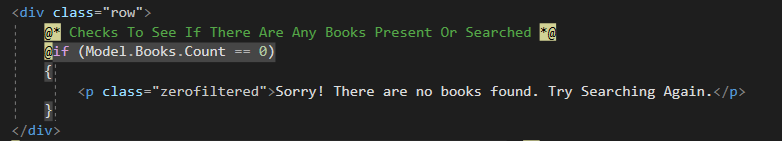 <div class="row">
@* Checks To See If There Are Any Books Present Or Searched *@
@if (Model.Books.Count == 0)
{
<p class="zerofiltered">Sorry! There are no books found. Try Searching Again.</p>
}
</div>